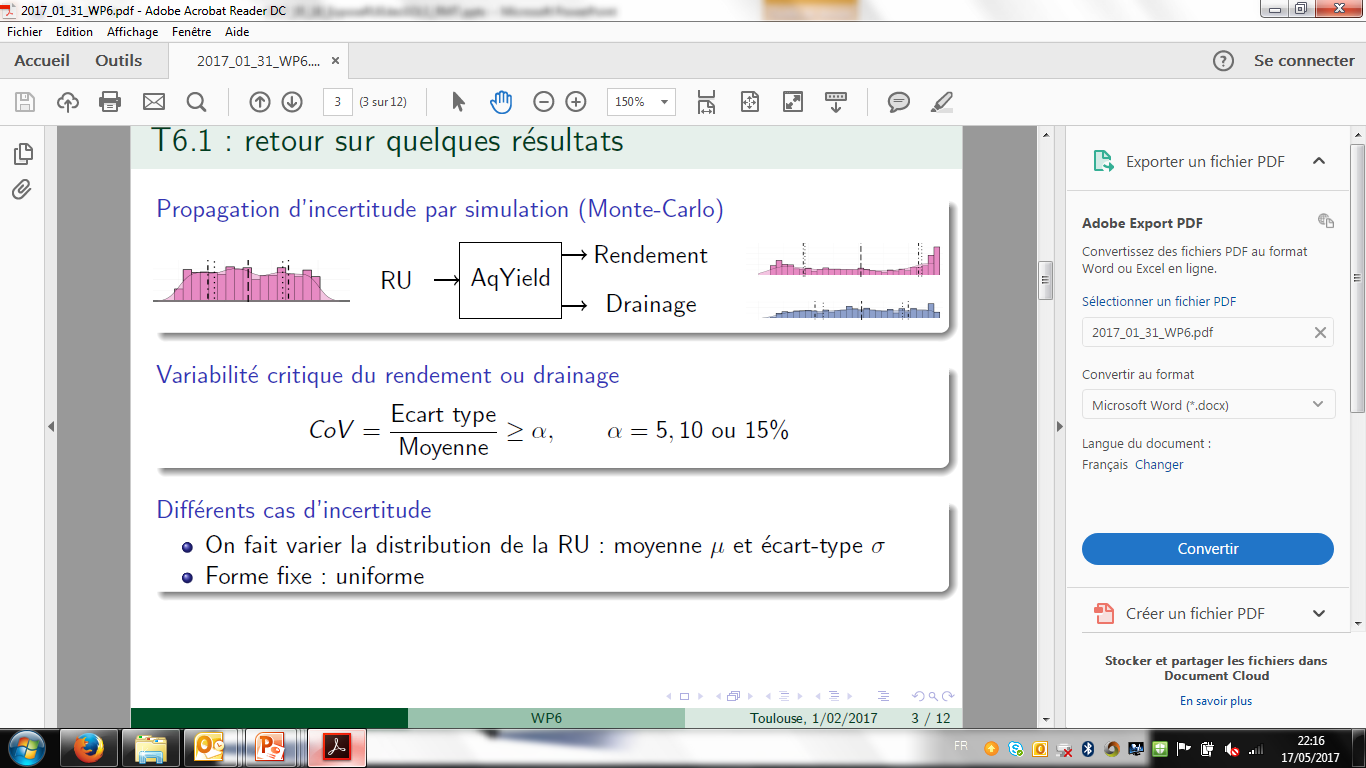 2017_01_31_WP6.pdf - Adobe Acrobat Reader DC
Fichier Edition Affichage Fenêtre Aide
Accueil Outils 2017_01_31_WP6.... × Se connecter
3 (3 sur 12) 150%
T6.1 : retour sur quelques résultats
Propagation d'incertitude par simulation (Monte-Carlo)
RU AqYield Rendement
Drainage
Variabilité critique du rendement ou drainage
CoV = Ecart type / Moyenne ≥ α, α = 5, 10 ou 15%
Différents cas d'incertitude
On fait varier la distribution de la RU : moyenne μ et écart-type σ
Forme fixe : uniforme
WP6 Toulouse, 1/02/2017 3 / 12
Exporter un fichier PDF
Adobe Export PDF
Convertissez des fichiers PDF au format
Word ou Excel en ligne.
Sélectionner un fichier PDF
2017_01_31_WP6.pdf
Convertir au format
Microsoft Word (*.docx)
Langue du document :
Français Changer
Convertir
Créer un fichier PDF
Stocker et partager les fichiers dans
Document Cloud
En savoir plus
FR 22:16
17/05/2017